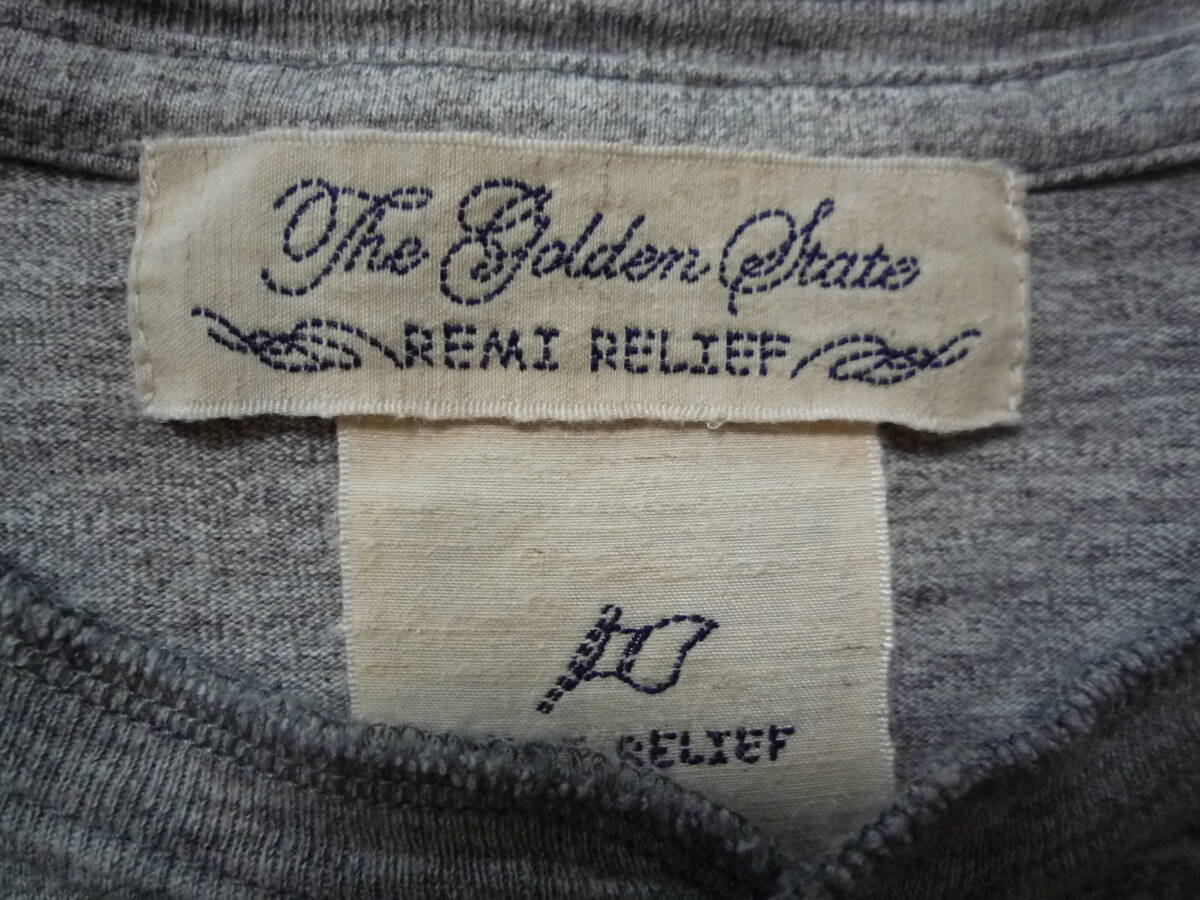 The Golden State
REMI RELIEF
RELIEF